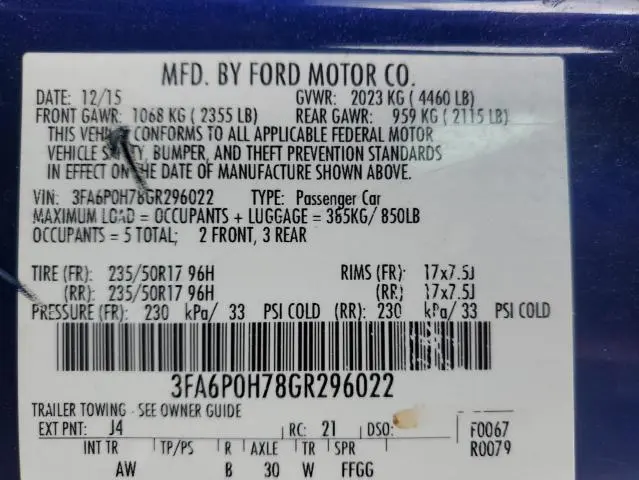 MFD. BY FORD MOTOR CO.
DATE: 12/15 GVWR: 2023 KG (4460 LB)
FRONT GAWR: 1068 KG (2355 LB) REAR GAWR: 959 KG (2115 LB)
THIS CONFORMS TO ALL APPLICABLE FEDERAL MOTOR
VEHICLE BUMPER, AND THEFT PREVENTION STANDARDS
IN EFFECT ON THE DATE OF MANUFACTURE SHOWN ABOVE.
VIN: 3FA6P0H78GR296022 TYPE: Passenger Car
MAXIMUM LOAD = OCCUPANTS + LUGGAGE = 385KG/ 850LB
OCCUPANTS = 5 TOTAL; 2 FRONT, 3 REAR
TIRE (FR): 235/50R17 96H RIMS (FR): 17x7.5J
(RR): 235/50R17 96H (RR) 17x7.5J
PRESSURE (FR): 230 kPa/ 33 PSI COLD (RR): 230 kPa/ 33 PSI COLD
3FA6P0H78GR296022
TRAILER TOWING - SEE OWNER GUIDE
EXT PNT: J4 RC: 21 DSO: F0067
R0079
INT TR TP/PS R AXLE TR SPR
AW B 30 W FFGG